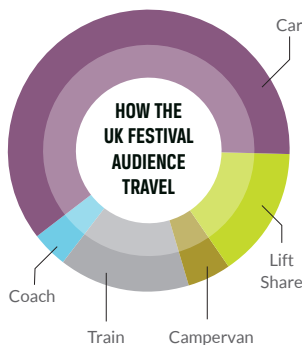 Car
HOW THE
UK FESTIVAL
AUDIENCE
TRAVEL
Lift
Share
Coach
Train
Campervan